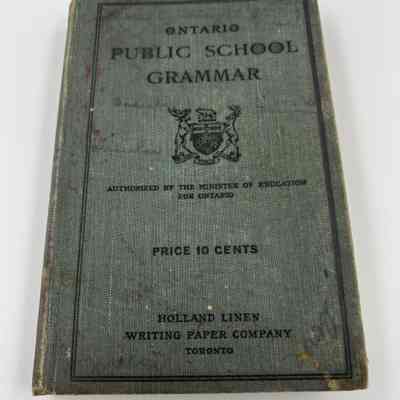 ONTARIO
PUBLIC SCHOOL
GRAMMAR
AUTHORIZED BY THE MINISTER OF EDUCATION
FOR ONTARIO
PRICE 10 CENTS
HOLLAND LINEN
WRITING PAPER COMPANY
TORONTO